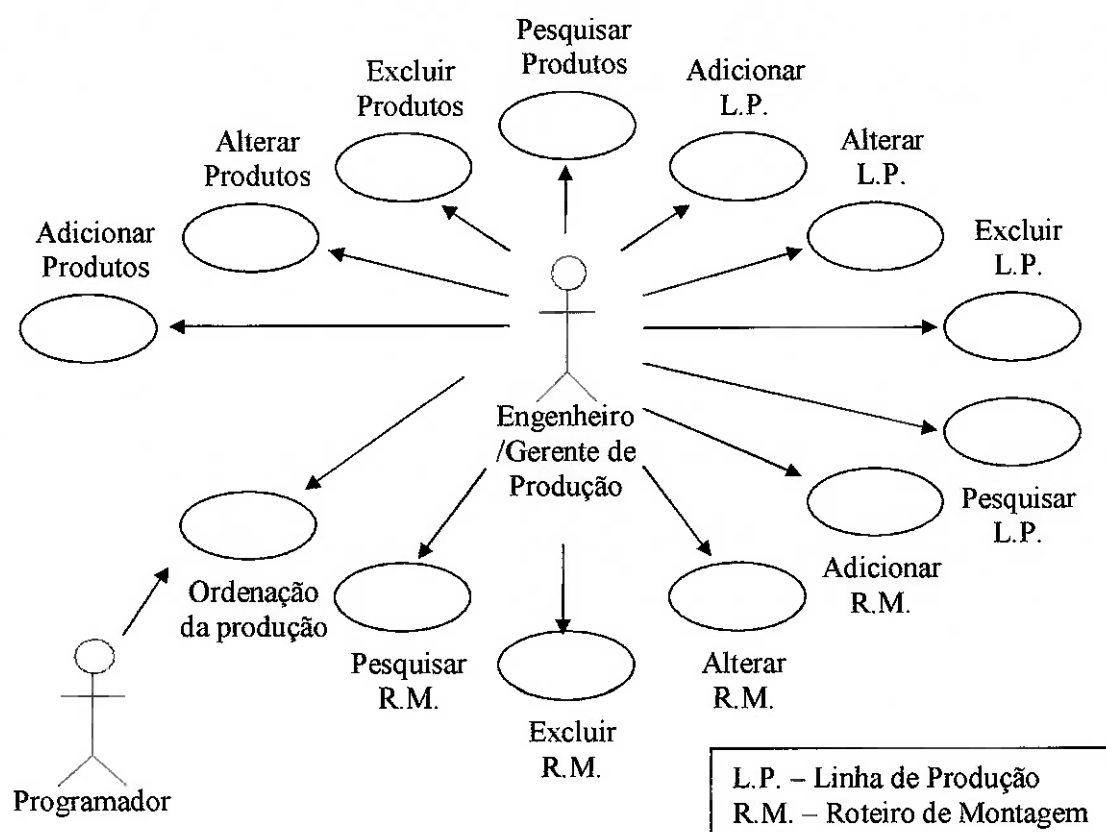 Pesquisar
Produtos
Excluir
Produtos
Adicionar
L.P.
Alterar
Produtos
Alterar
L.P.
Adicionar
Produtos
Excluir
L.P.
Engenheiro
/Gerente de
Produção
Pesquisar
L.P.
Adicionar
R.M.
Ordenação
da produção
Pesquisar
R.M.
Alterar
R.M.
Excluir
R.M.
Programador
L.P. – Linha de Produção
R.M. – Roteiro de Montagem